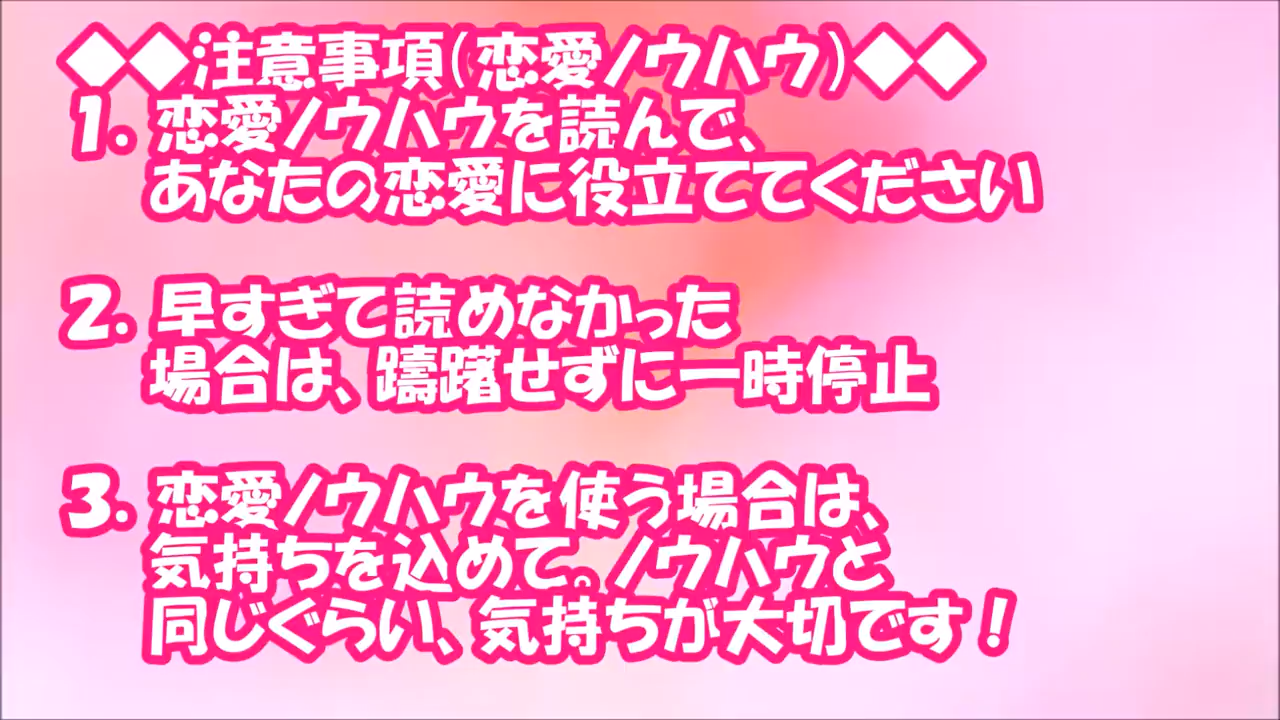 ◆◆注意事項(恋愛ノウハウ)◆◆
1. 恋愛ノウハウを読んで、
あなたの恋愛に役立ててください
2. 早すぎて読めなかった
場合は、躊躇せずに一時停止
3. 恋愛ノウハウを使う場合は、
気持ちを込めて。ノウハウと
同じぐらい、気持ちが大切です!